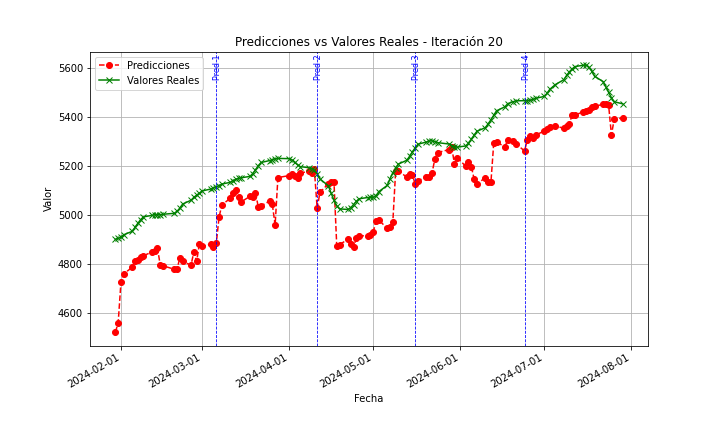 Predicciones vs Valores Reales - Iteración 20
Predicciones
Valores Reales
Pred 1
Pred 2
Pred 3
Pred 4
Valor
5600
5400
5200
5000
4800
4600
2024-02-01
2024-03-01
2024-04-01
2024-05-01
2024-06-01
2024-07-01
2024-08-01
Fecha